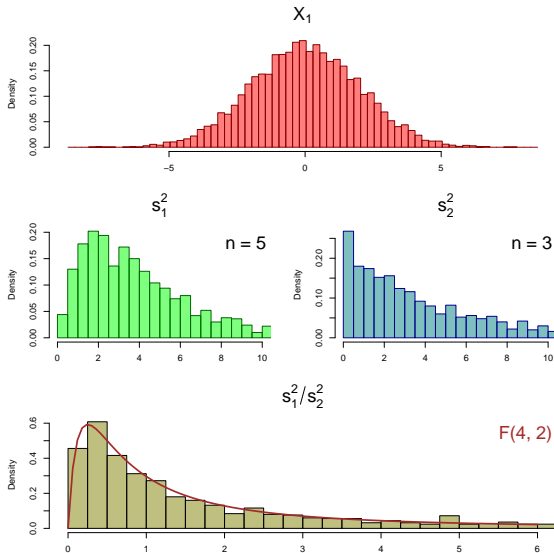 X₁
Density
0.00 0.05 0.10 0.15 0.20
−5 0 5
s₁²
n = 5
Density
0.00 0.05 0.10 0.15 0.20
0 2 4 6 8 10
s₂²
n = 3
Density
0.00 0.10 0.20
0 2 4 6 8 10
s₁²/s₂²
F(4, 2)
Density
0.0 0.2 0.4 0.6
0 1 2 3 4 5 6